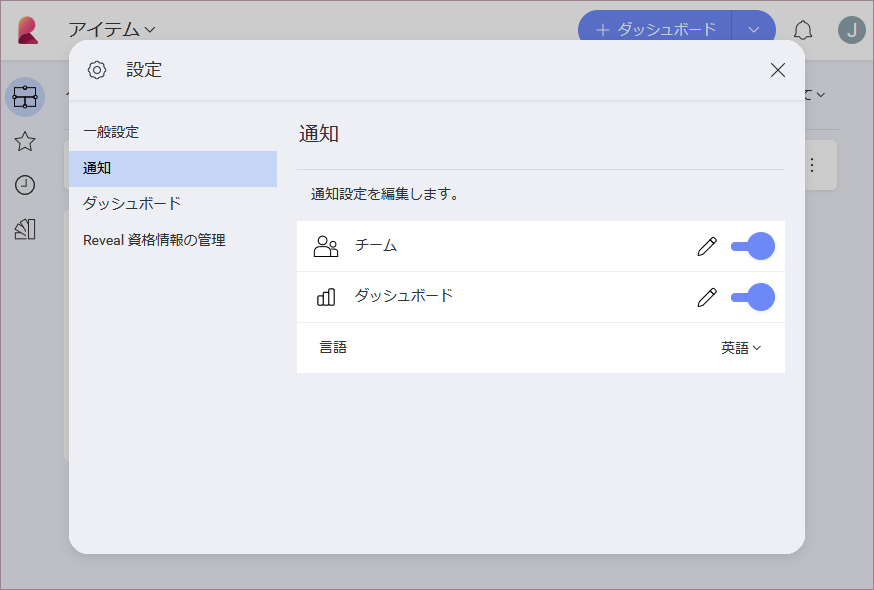 アイテム
ダッシュボード
J
設定
一般設定
通知
ダッシュボード
Reveal 資格情報の管理
通知
通知設定を編集します。
チーム
ダッシュボード
言語
英語